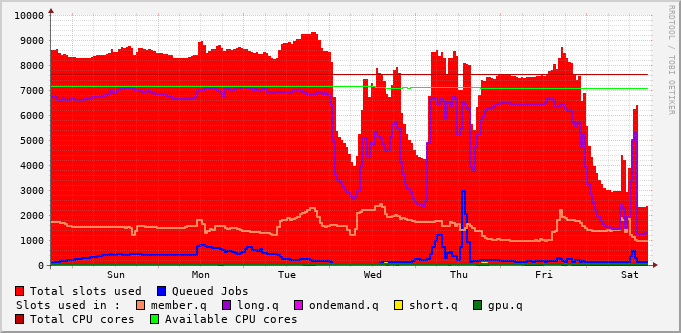 10000
9000
8000
7000
6000
5000
4000
3000
2000
1000
0
Sun Mon Tue Wed Thu Fri Sat
RRDTOOL / TOBI OETIKER
Total slots used Queued Jobs
Slots used in : member.q long.q ondemand.q short.q gpu.q
Total CPU cores Available CPU cores